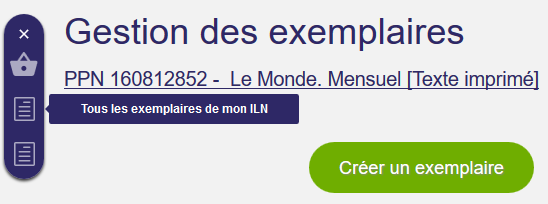 Gestion des exemplaires
PPN 160812852 - Le Monde. Mensuel [Texte imprimé]
Tous les exemplaires de mon ILN
Créer un exemplaire